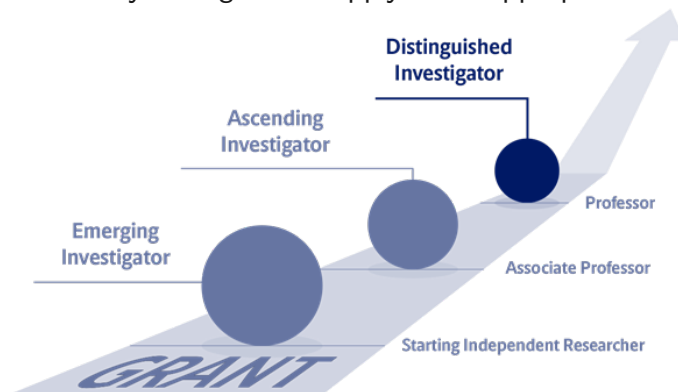 Distinguished
Investigator
Ascending
Investigator
Emerging
Investigator
Professor
Associate Professor
Starting Independent Researcher
GRANT